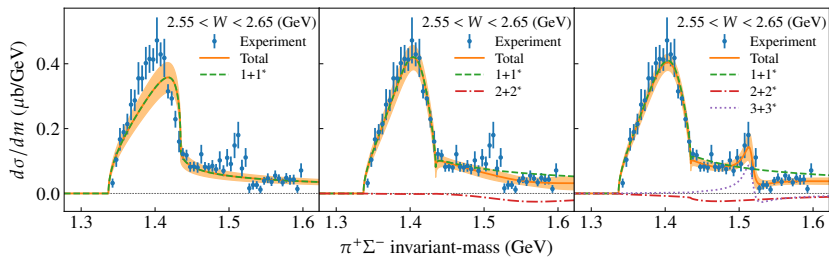 2.55 < W < 2.65 (GeV)
Experiment
Total
1+1*
2.55 < W < 2.65 (GeV)
Experiment
Total
1+1*
2+2*
2.55 < W < 2.65 (GeV)
Experiment
Total
1+1*
2+2*
3+3*
dσ/dm (μb/GeV)
0.4
0.2
0.0
1.3 1.4 1.5 1.6 1.3 1.4 1.5 1.6 1.3 1.4 1.5 1.6
π⁺Σ⁻ invariant-mass (GeV)